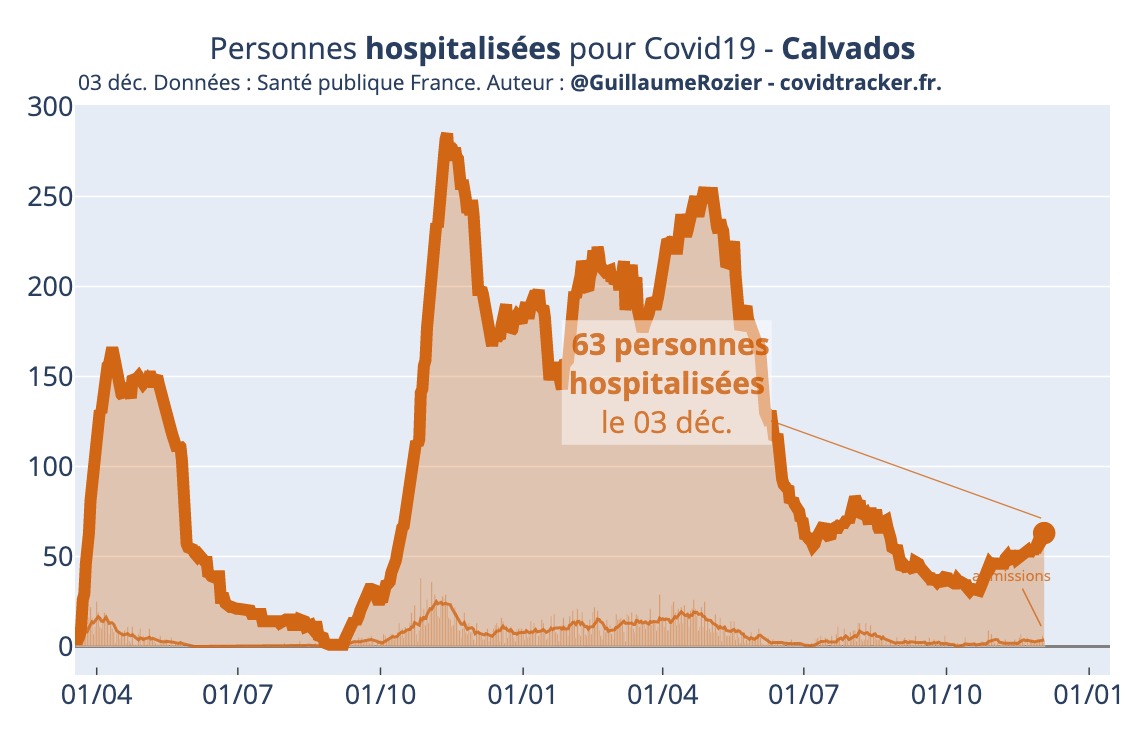 Personnes hospitalisées pour Covid19 - Calvados
03 déc. Données : Santé publique France. Auteur : @GuillaumeRozier - covidtracker.fr.
300
250
200
150
100
50
0
63 personnes
hospitalisées
le 03 déc.
admissions
01/04 01/07 01/10 01/01 01/04 01/07 01/10 01/01